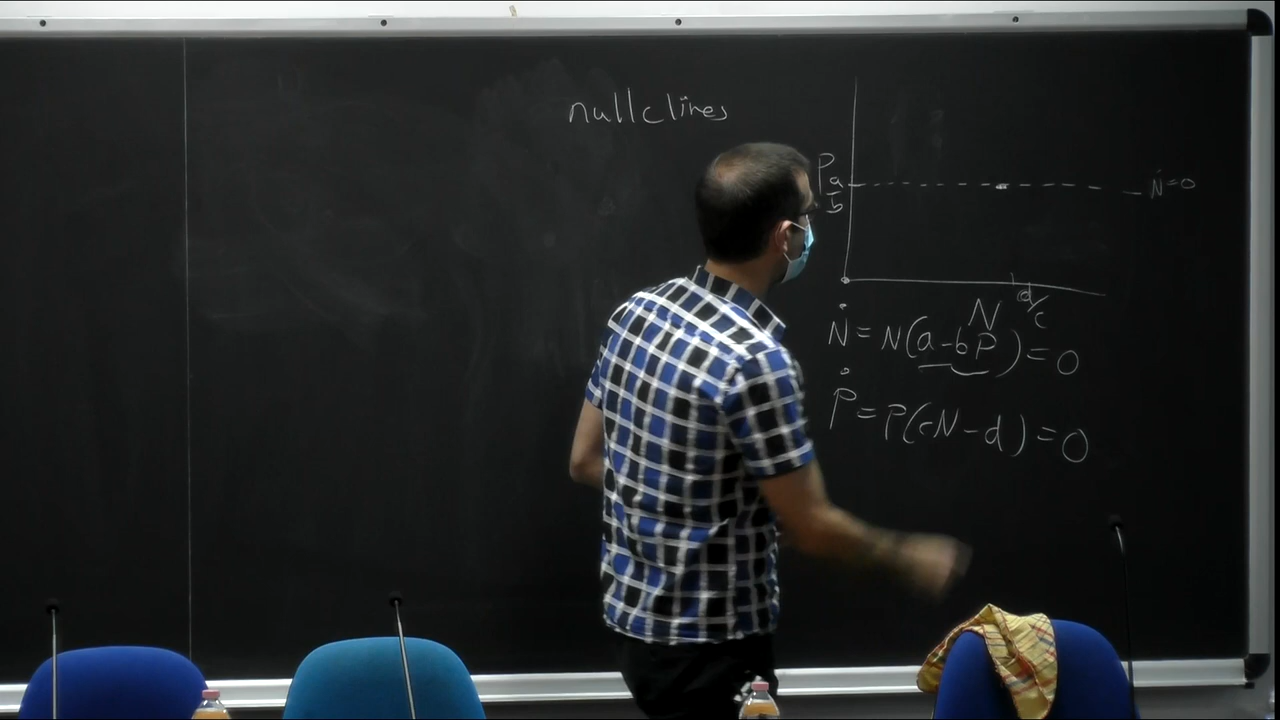 nullclines
P
a
b
Ṅ=0
d/c
N
Ṅ=N(a-bP)=0
Ṗ=P(cN-d)=0